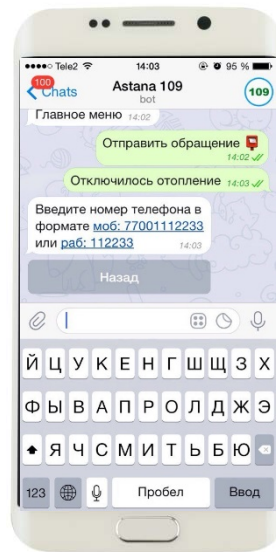 Tele2 14:03 95 %
100
Chats Astana 109 109
bot
Главное меню 14:02
Отправить обращение
14:02
Отключилось отопление 14:03
Введите номер телефона в
формате моб: 77001112233
или раб: 112233 14:03
Назад
Й Ц У К Е Н Г Ш Щ З Х
Ф Ы В А П Р О Л Д Ж Э
Я Ч С М И Т Ь Б Ю
123 Пробел Ввод